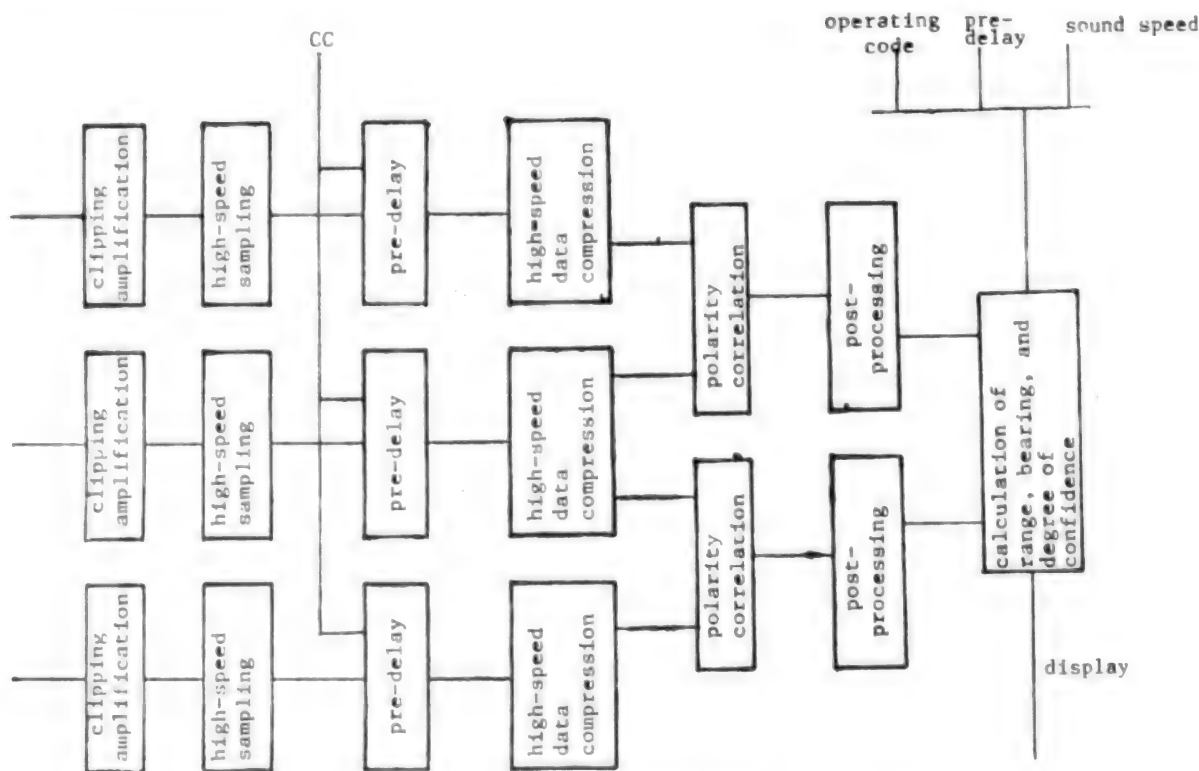 CC
operating
code
pre-
delay
sound speed
clipping
amplification
high-speed
sampling
pre-delay
high-speed
data
compression
clipping
amplification
high-speed
sampling
pre-delay
high-speed
data
compression
clipping
amplification
high-speed
sampling
pre-delay
high-speed
data
compression
polarity
correlation
post-
processing
polarity
correlation
post-
processing
calculation of
range, bearing, and
degree of
confidence
display